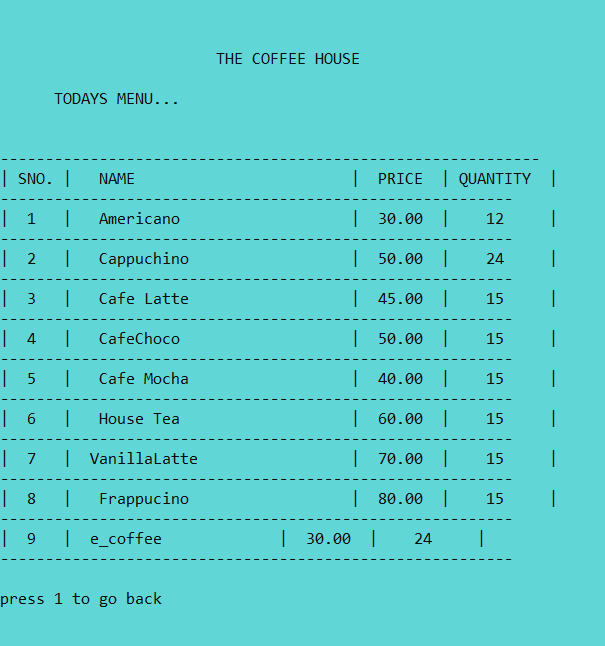 THE COFFEE HOUSE
TODAYS MENU...
------------------------------------------------------------
| SNO. |   NAME                        |  PRICE  | QUANTITY  |
---------------------------------------------------------
|  1   |   Americano                   |  30.00  |    12     |
---------------------------------------------------------
|  2   |   Cappuchino                  |  50.00  |    24     |
---------------------------------------------------------
|  3   |   Cafe Latte                  |  45.00  |    15     |
---------------------------------------------------------
|  4   |   CafeChoco                   |  50.00  |    15     |
---------------------------------------------------------
|  5   |   Cafe Mocha                  |  40.00  |    15     |
---------------------------------------------------------
|  6   |   House Tea                   |  60.00  |    15     |
---------------------------------------------------------
|  7   |  VanillaLatte                 |  70.00  |    15     |
---------------------------------------------------------
|  8   |   Frappucino                  |  80.00  |    15     |
---------------------------------------------------------
|  9   |  e_coffee             |  30.00  |    24     |
---------------------------------------------------------
press 1 to go back